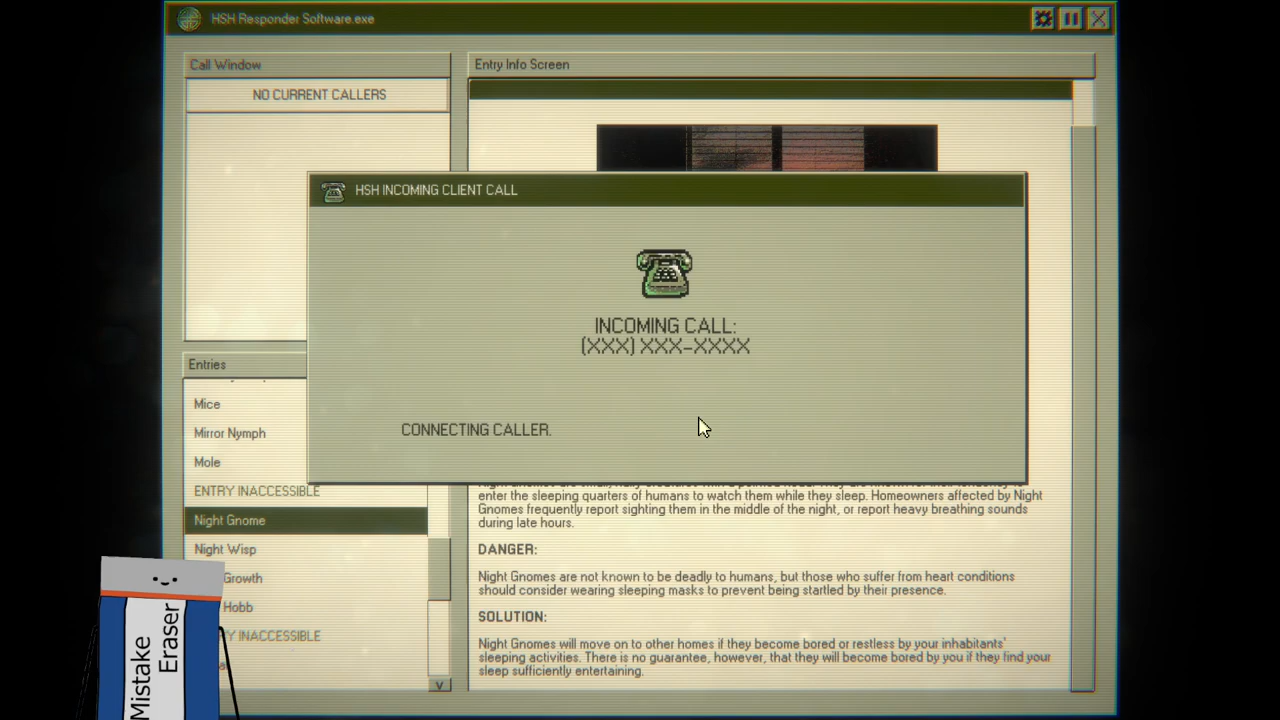 HSH Responder Software.exe
Call Window
NO CURRENT CALLERS
Entry Info Screen
HSH INCOMING CLIENT CALL
INCOMING CALL:
(XXX) XXX-XXXX
CONNECTING CALLER.
Entries
Mice
Mirror Nymph
Mole
ENTRY INACCESSIBLE
Night Gnome
Night Wisp
Growth
Hobb
RY INACCESSIBLE
enter the sleeping quarters of humans to watch them while they sleep. Homeowners affected by Night
Gnomes frequently report sighting them in the middle of the night, or report heavy breathing sounds
during late hours.
DANGER:
Night Gnomes are not known to be deadly to humans, but those who suffer from heart conditions
should consider wearing sleeping masks to prevent being startled by their presence.
SOLUTION:
Night Gnomes will move on to other homes if they become bored or restless by your inhabitants'
sleeping activities. There is no guarantee, however, that they will become bored by you if they find your
sleep sufficiently entertaining.
Mistake
Eraser